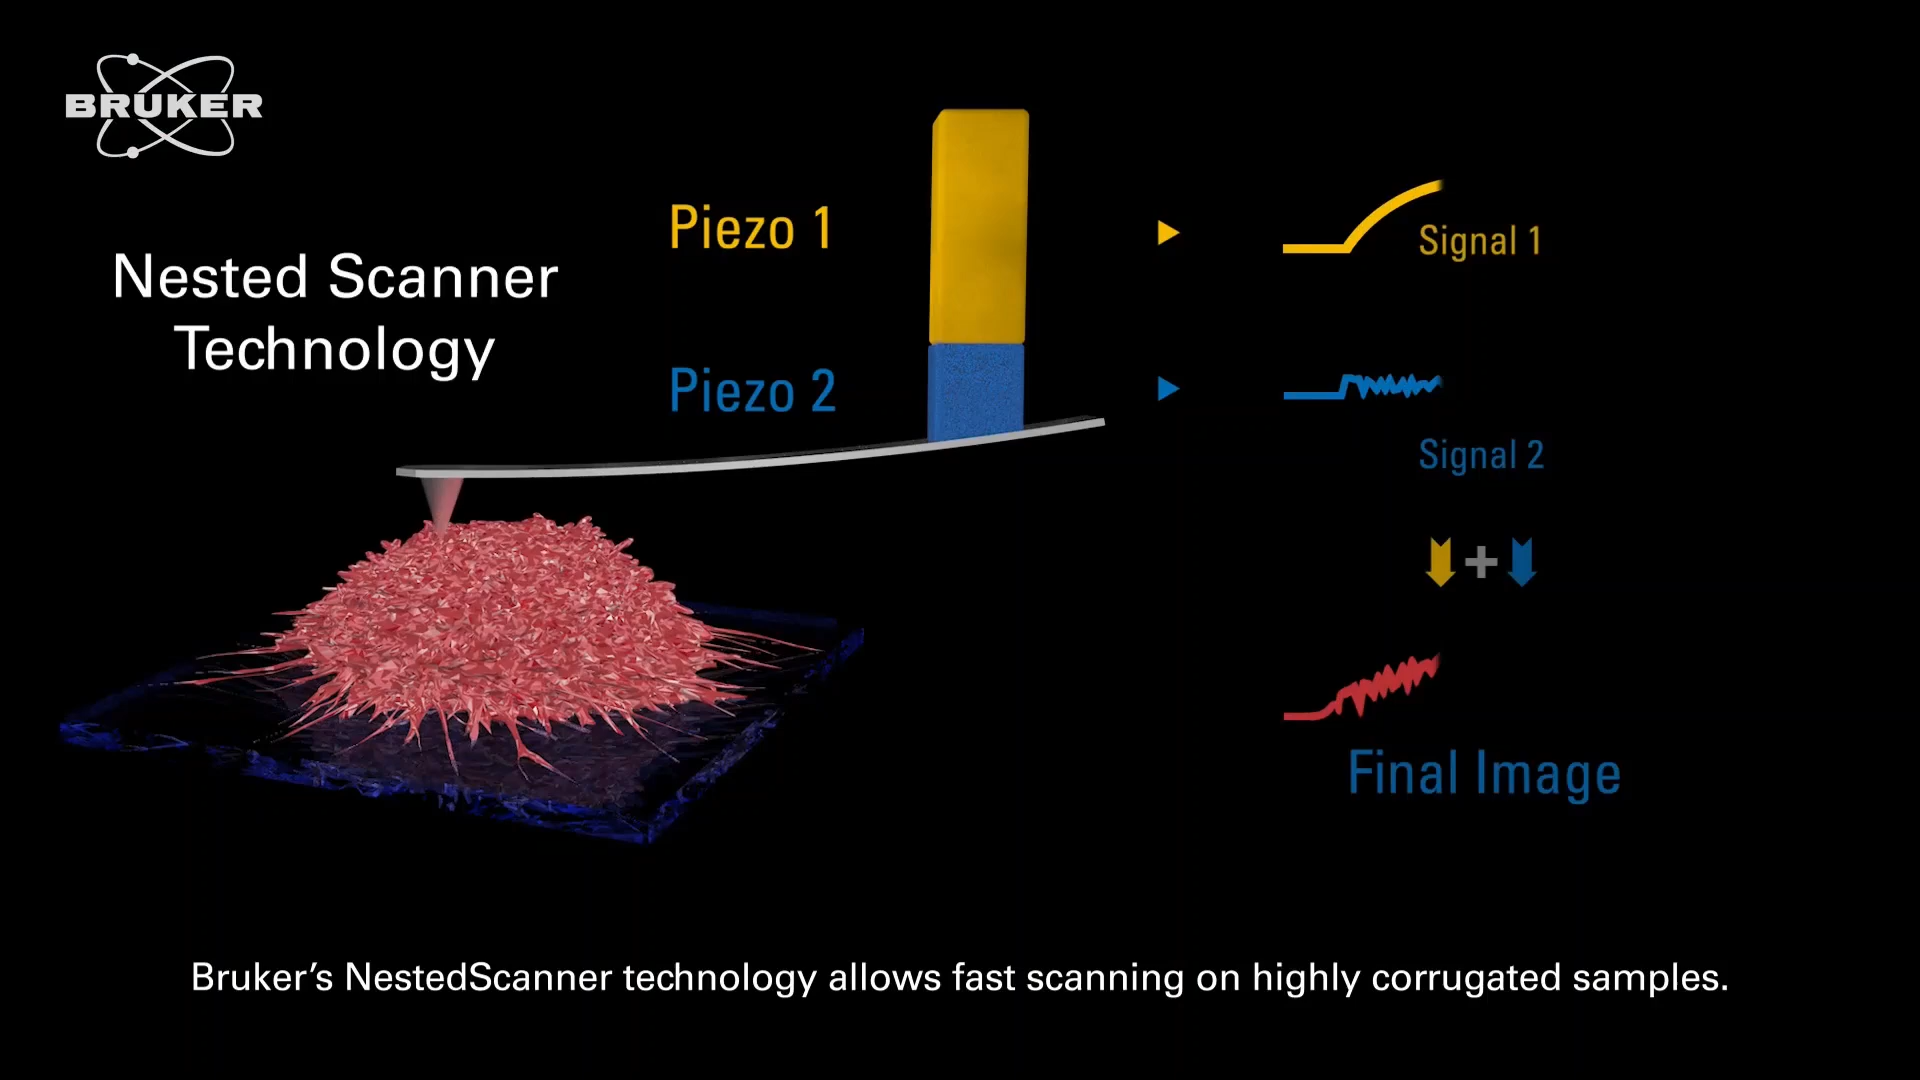 BRUKER
Nested Scanner
Technology
Piezo 1
Signal 1
Piezo 2
Signal 2
+
Final Image
Bruker’s NestedScanner technology allows fast scanning on highly corrugated samples.